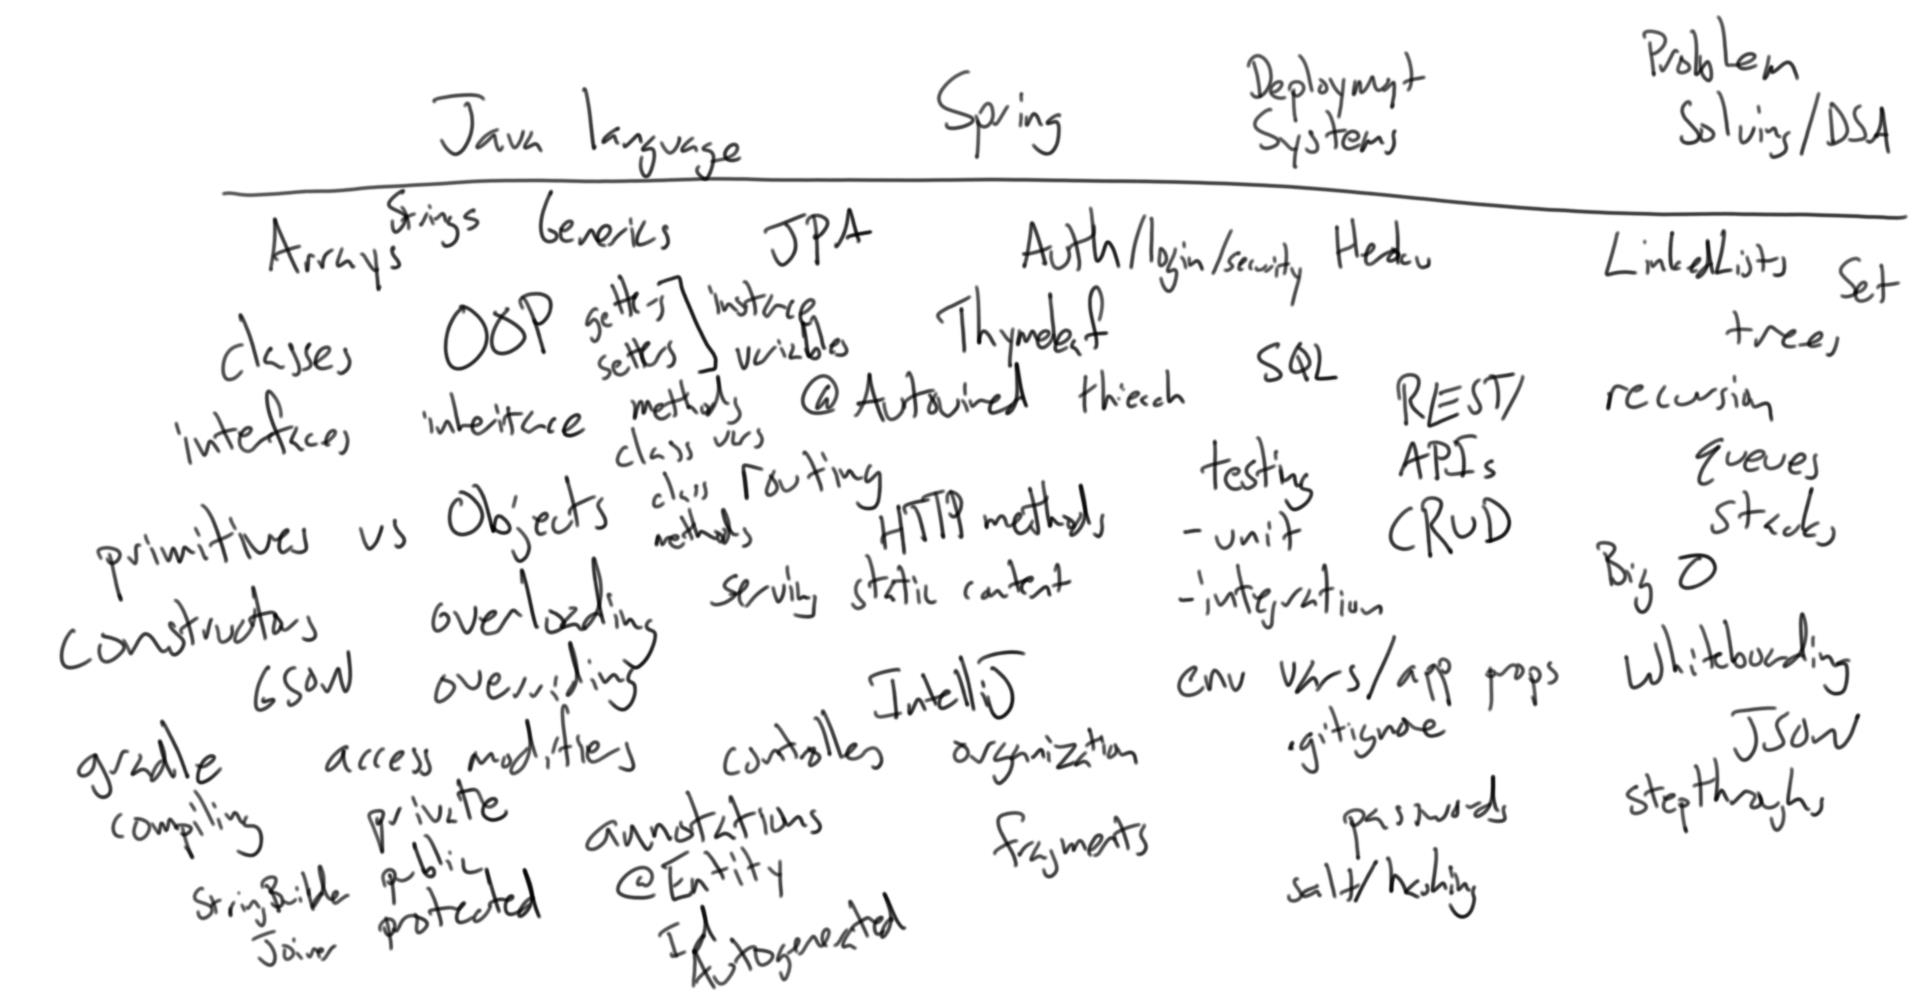 Java language
Spring
Deploymnt
Systems
Problem
Solving/DSA
Arrays
Strings
Generics
JPA
Auth/login/security
LinkedLists
Set
classes
OOP
getters
setters
instance
variables
Thymeleaf
SQL
trees
interfaces
inheritance
methods
@Autowired
REST/
APIs
CRUD
recursion
class vars
class
methods
routing
HTTP methods
testing
- unit
- integration
queues
stacks
primitives vs Objects
serving static content
Big O
constructors
overloading
GSON
overriding
IntelliJ
env vars/app props
Whiteboarding
gradle
access modifiers
controllers
organization
.gitignore
JSON
compiling
private
public
protected
annotations
fragments
passwords
salt/hashing
stepthroughs
StringBuilder
Joiner
@Entity
Id
Autogenerated